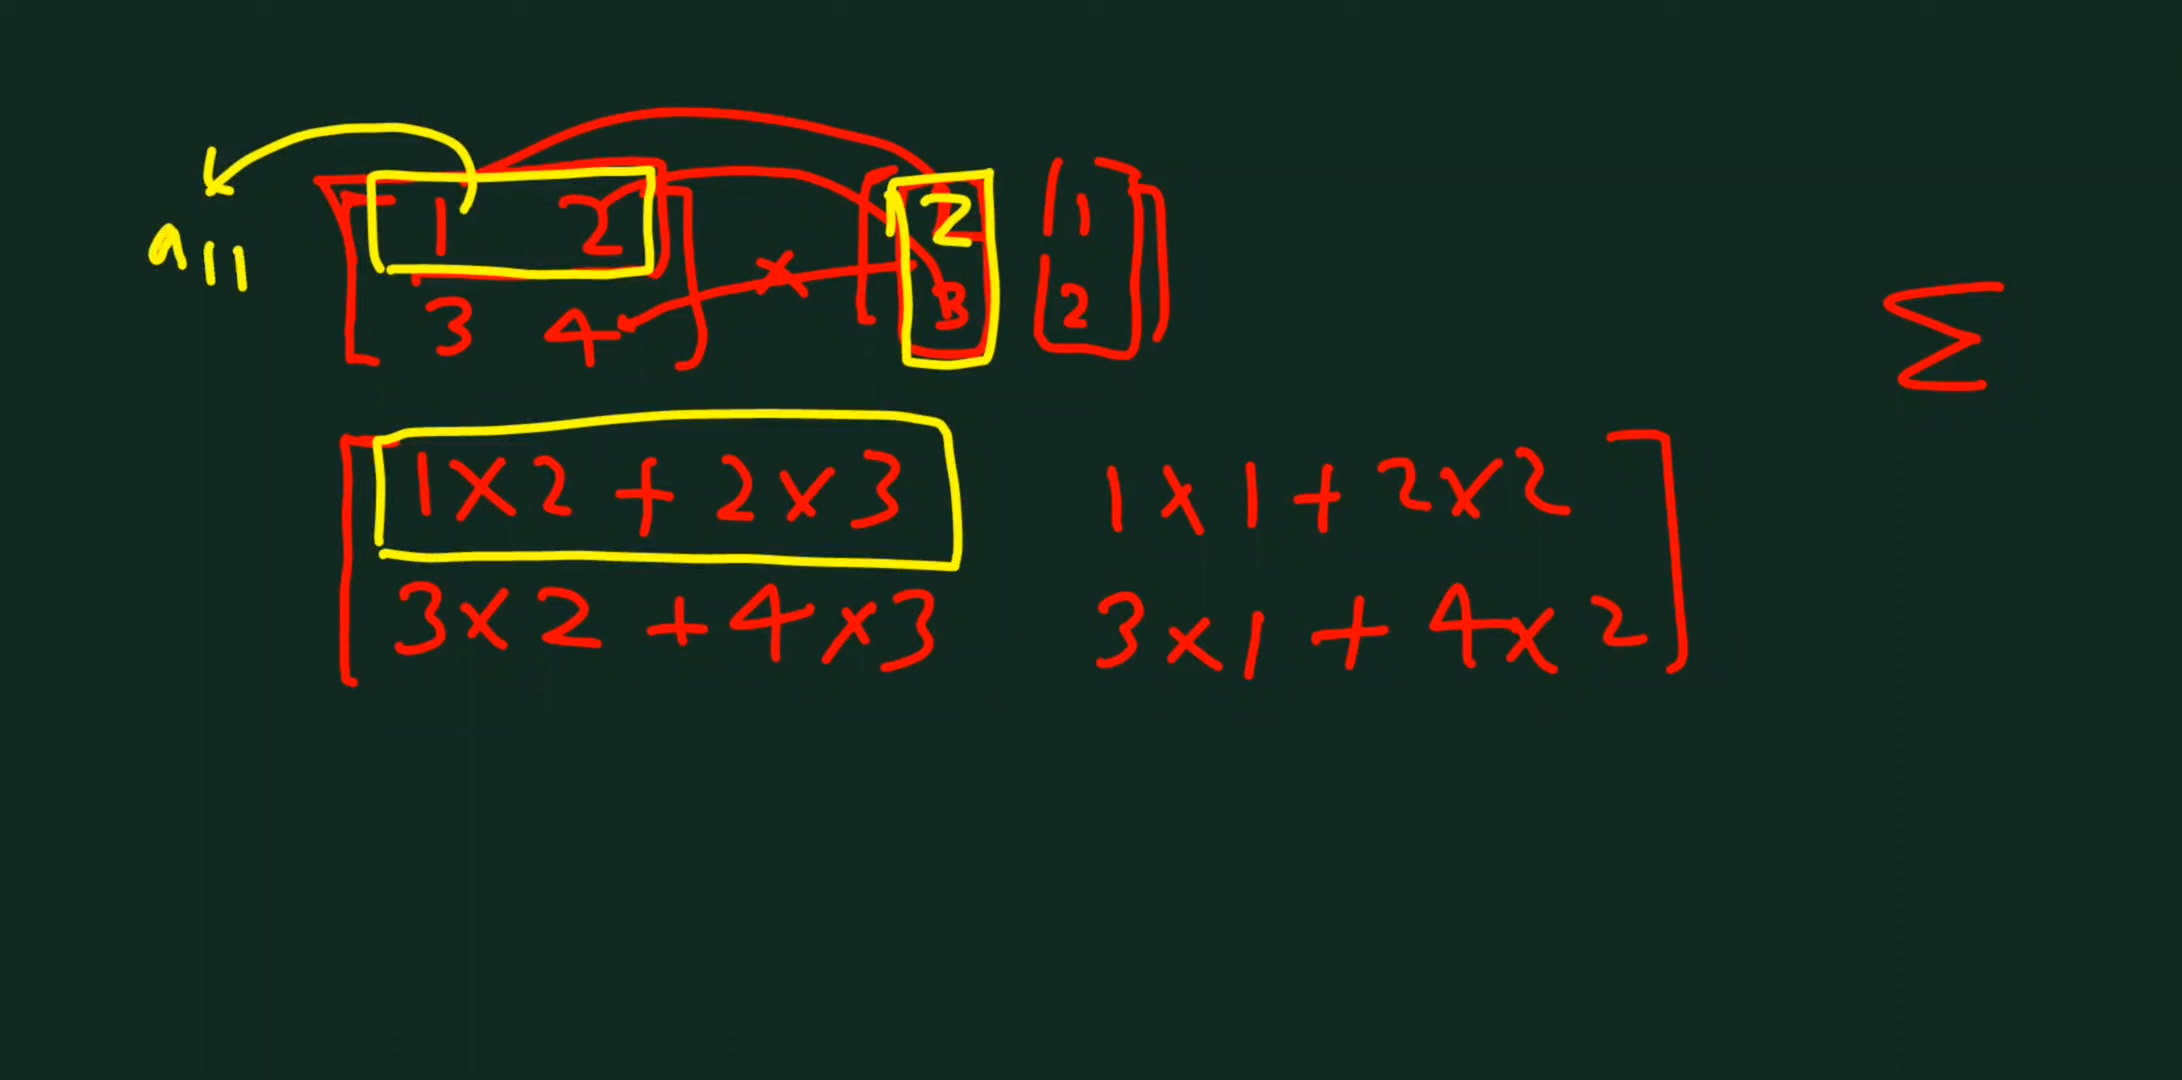 [ 1 2 ] × [ 2 1 ]
a11
[ 3 4 ] [ 3 2 ]
Σ
1×2 + 2×3 1×1+2×2
3×2 +4×3 3×1 + 4×2